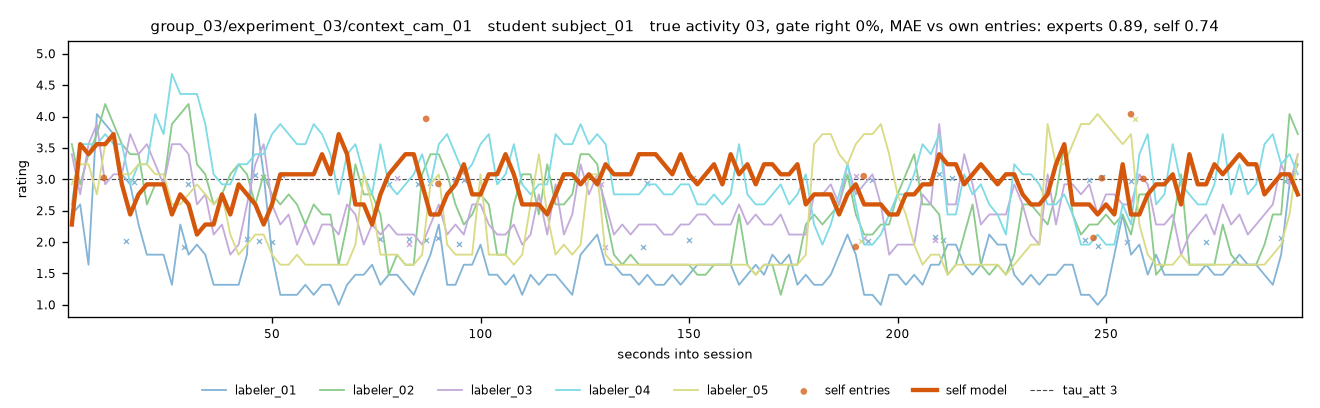 group_03/experiment_03/context_cam_01   student subject_01   true activity 03, gate right 0%, MAE vs own entries: experts 0.89, self 0.74
5.0
4.5
4.0
3.5
3.0
2.5
2.0
1.5
1.0
rating
50 100 150 200 250
seconds into session
labeler_01 labeler_02 labeler_03 labeler_04 labeler_05 self entries self model tau_att 3